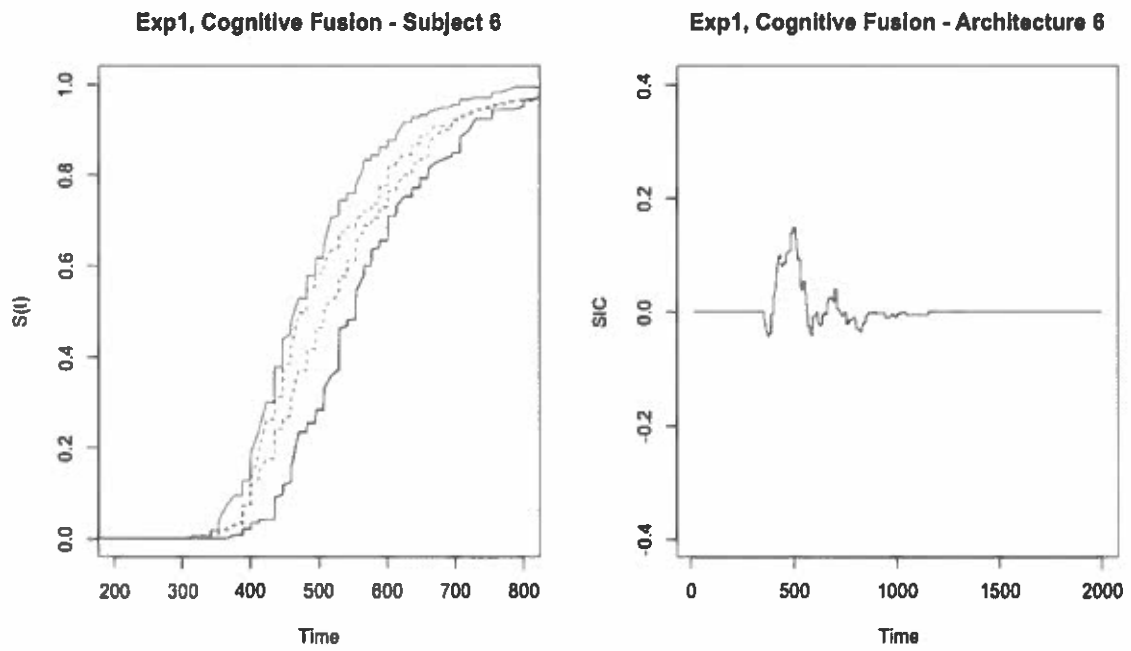 Exp1, Cognitive Fusion - Subject 6
S(t)
1.0
0.8
0.6
0.4
0.2
0.0
200 300 400 500 600 700 800
Time
Exp1, Cognitive Fusion - Architecture 6
SIC
0.4
0.2
0.0
-0.2
-0.4
0 500 1000 1500 2000
Time